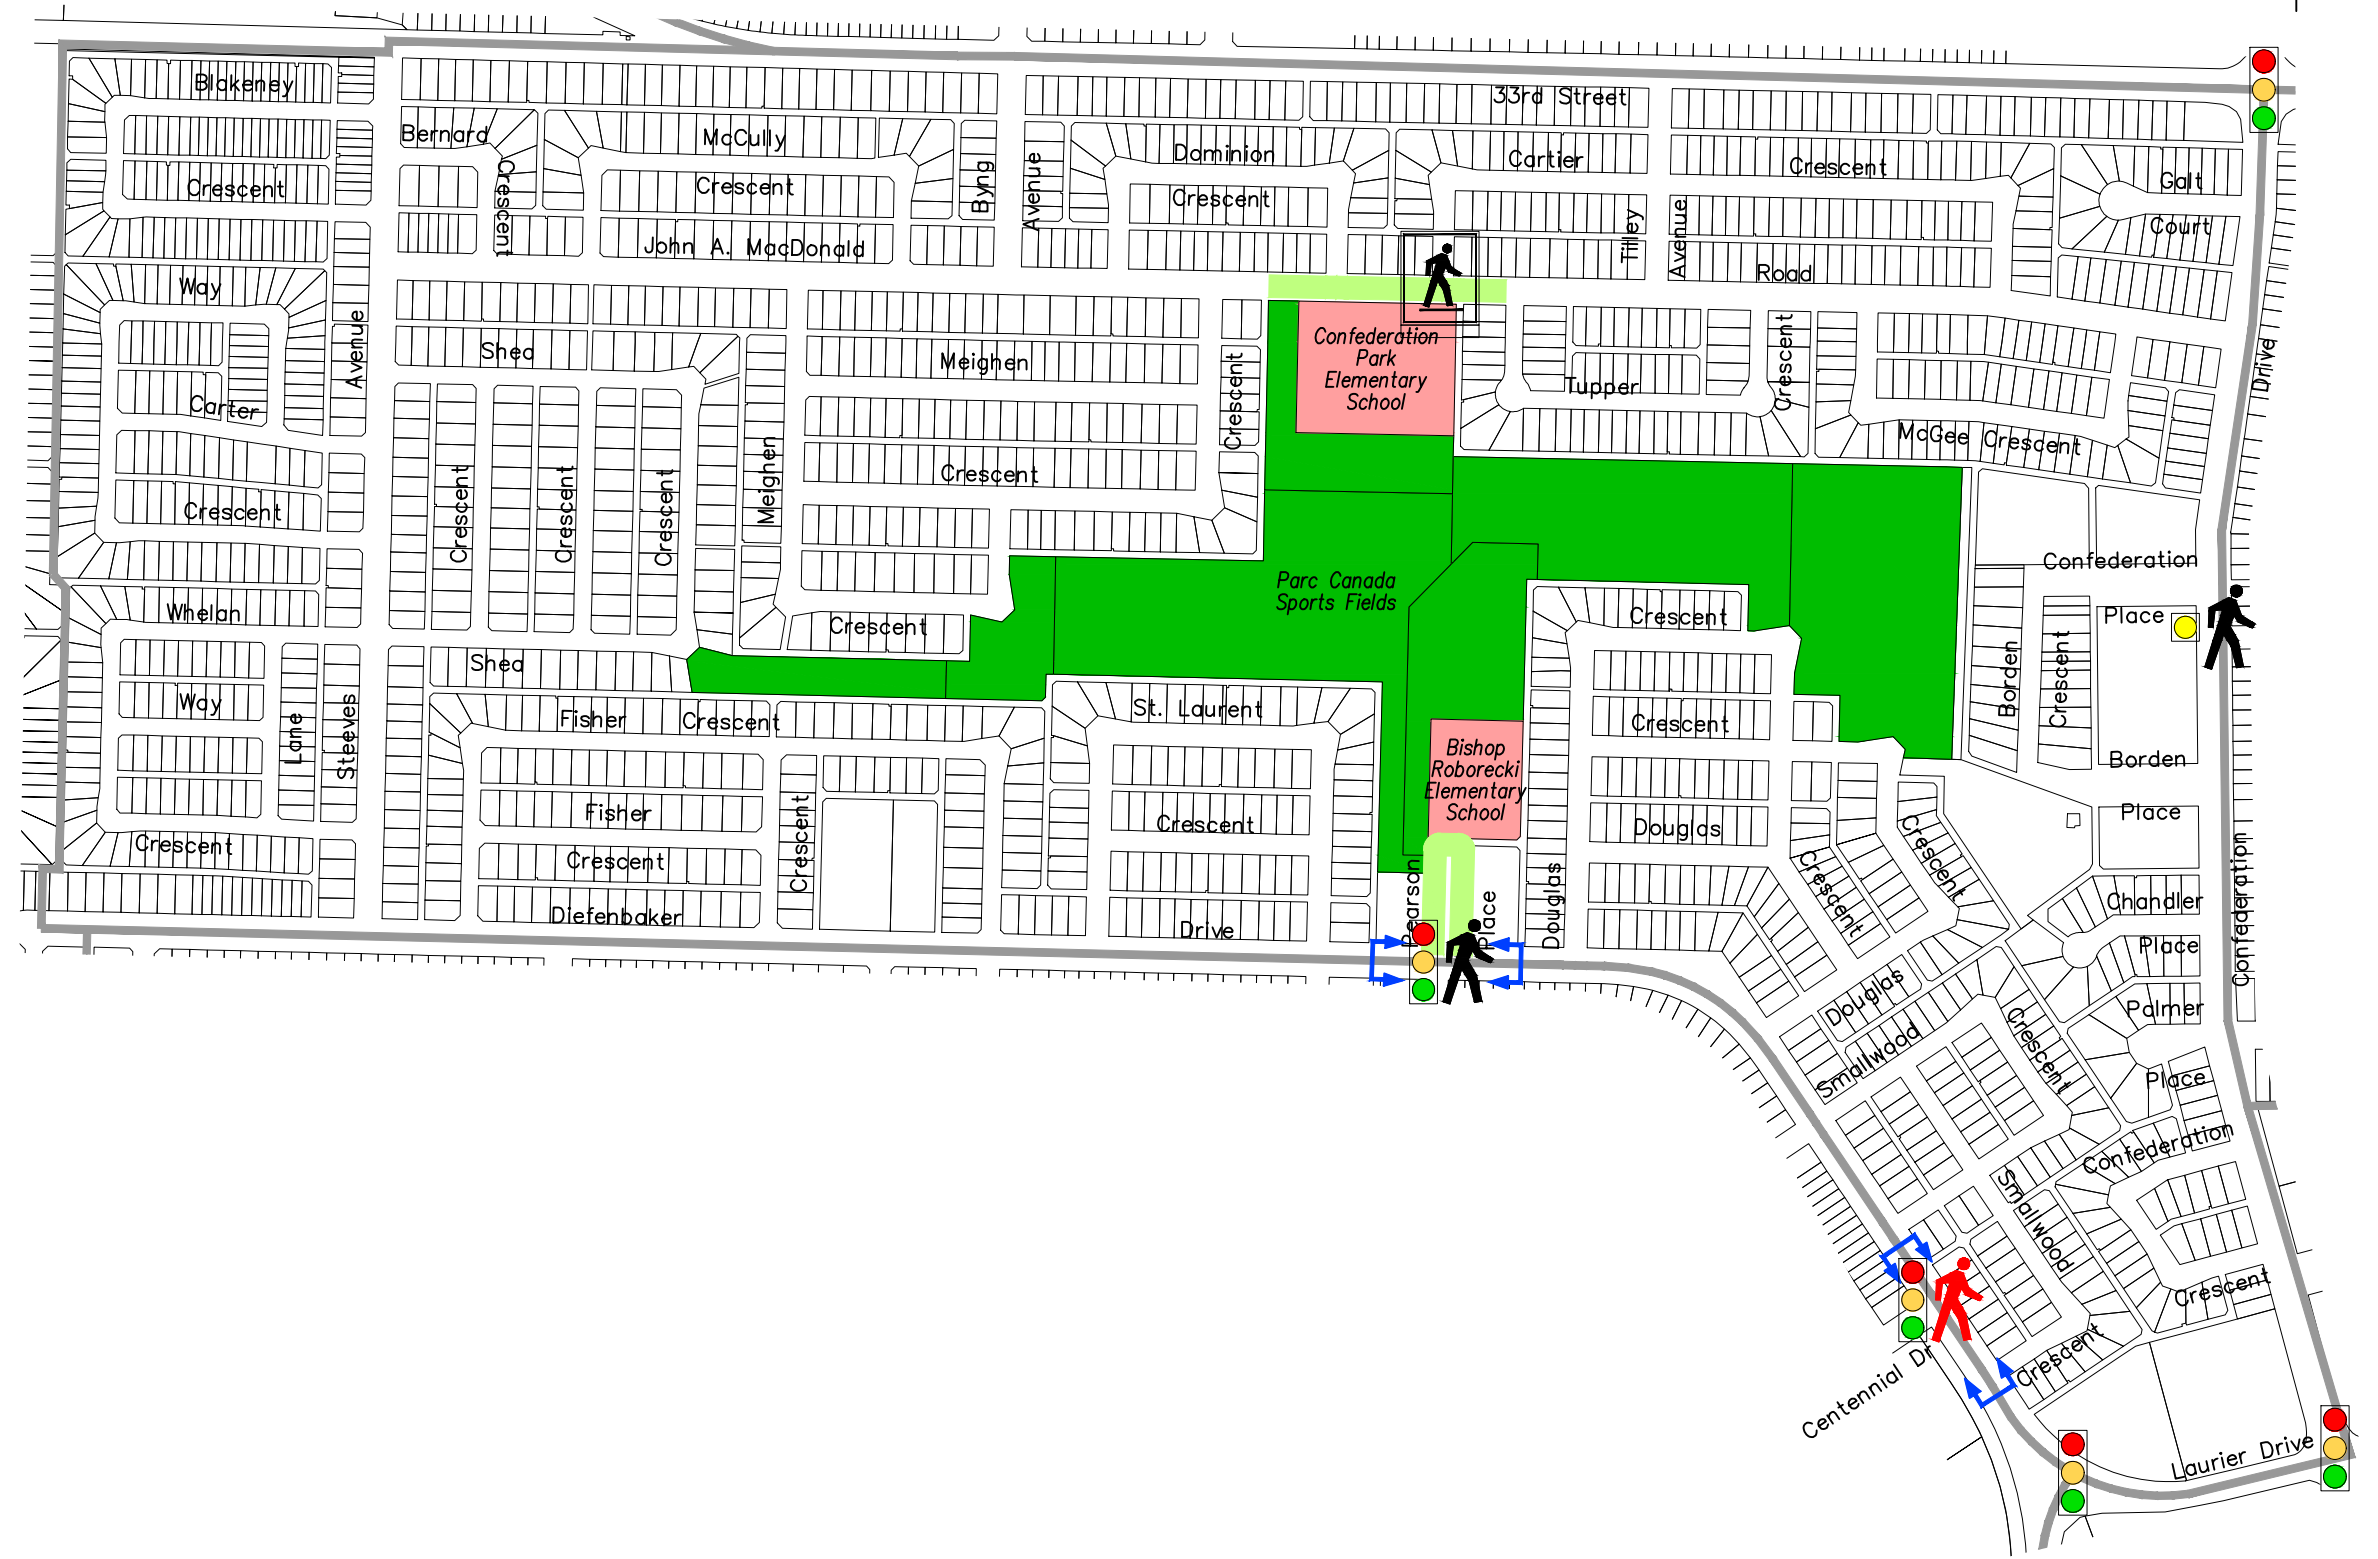 Blakeney
33rd Street
Bernard
McCully
Dominion
Cartier
Crescent
Galt
Crescent
Crescent
Crescent
Byng
Avenue
Crescent
Court
John A. MacDonald
Tilley
Avenue
Road
Way
Avenue
Shea
Meighen
Crescent
Confederation
Park
Elementary
School
Tupper
Crescent
Drive
Carter
McGee Crescent
Crescent
Crescent
Crescent
Crescent
Meighen
Crescent
Confederation
Parc Canada
Sports Fields
Whelan
Crescent
Crescent
Place
Borden
Crescent
Shea
Way
Lane
Steeves
Fisher
Crescent
St. Laurent
Crescent
Bishop
Roborecki
Elementary
School
Borden
Place
Fisher
Crescent
Crescent
Douglas
Crescent
Crescent
Crescent
Crescent
Confederation
Chandler
Place
Diefenbaker
Drive
Pearson
Place
Douglas
Douglas
Palmer
Smallwood
Crescent
Place
Confederation
Smallwood
Crescent
Crescent
Centennial Dr
Laurier Drive